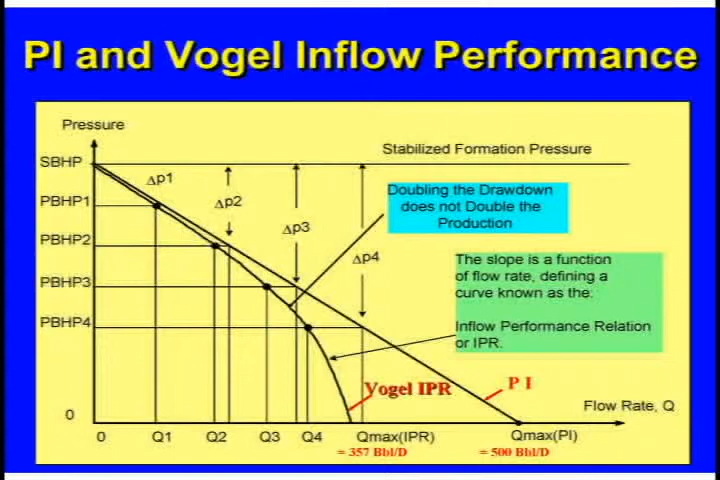 PI and Vogel Inflow Performance
Pressure
Stabilized Formation Pressure
SBHP
Δp1
Doubling the Drawdown
does not Double the
Production
PBHP1
Δp2
Δp3
PBHP2
Δp4
The slope is a function
of flow rate, defining a
curve known as the:
PBHP3
PBHP4
Inflow Performance Relation
or IPR.
Vogel IPR
P I
Flow Rate, Q
0
0
Q1
Q2
Q3
Q4
Qmax(IPR)
Qmax(PI)
= 357 Bbl/D
= 500 Bbl/D